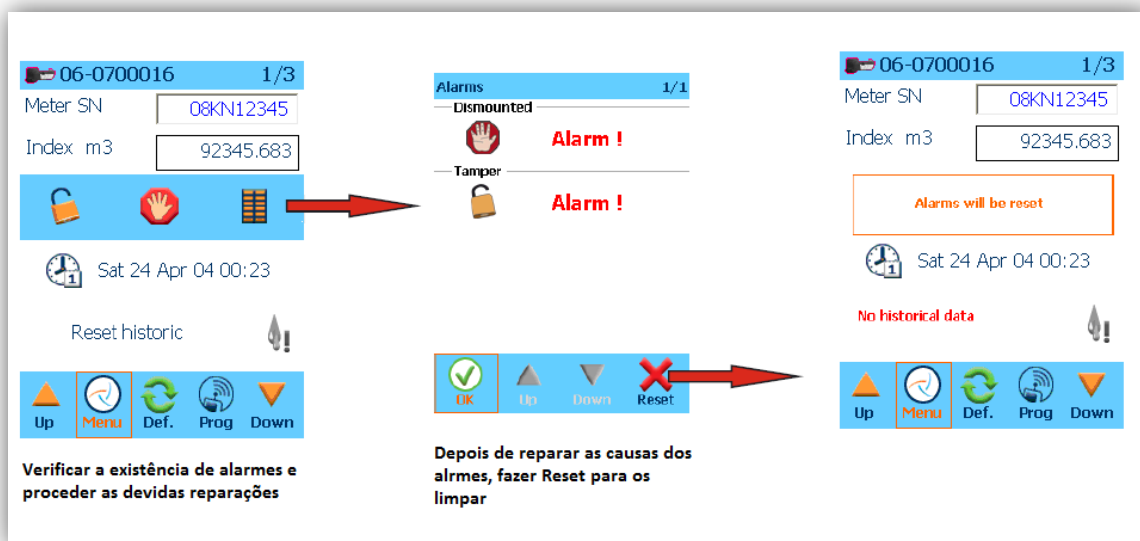 06-0700016 1/3
Meter SN 08KN12345
Index m3 92345.683
1 Sat 24 Apr 04 00:23
Reset historic
Up Menu Def. Prog Down
Verificar a existência de alarmes e
proceder as devidas reparações
Alarms 1/1
Dismounted
Alarm !
Tamper
Alarm !
OK Up Down Reset
Depois de reparar as causas dos
alrmes, fazer Reset para os
limpar
06-0700016 1/3
Meter SN 08KN12345
Index m3 92345.683
Alarms will be reset
1 Sat 24 Apr 04 00:23
No historical data
Up Menu Def. Prog Down